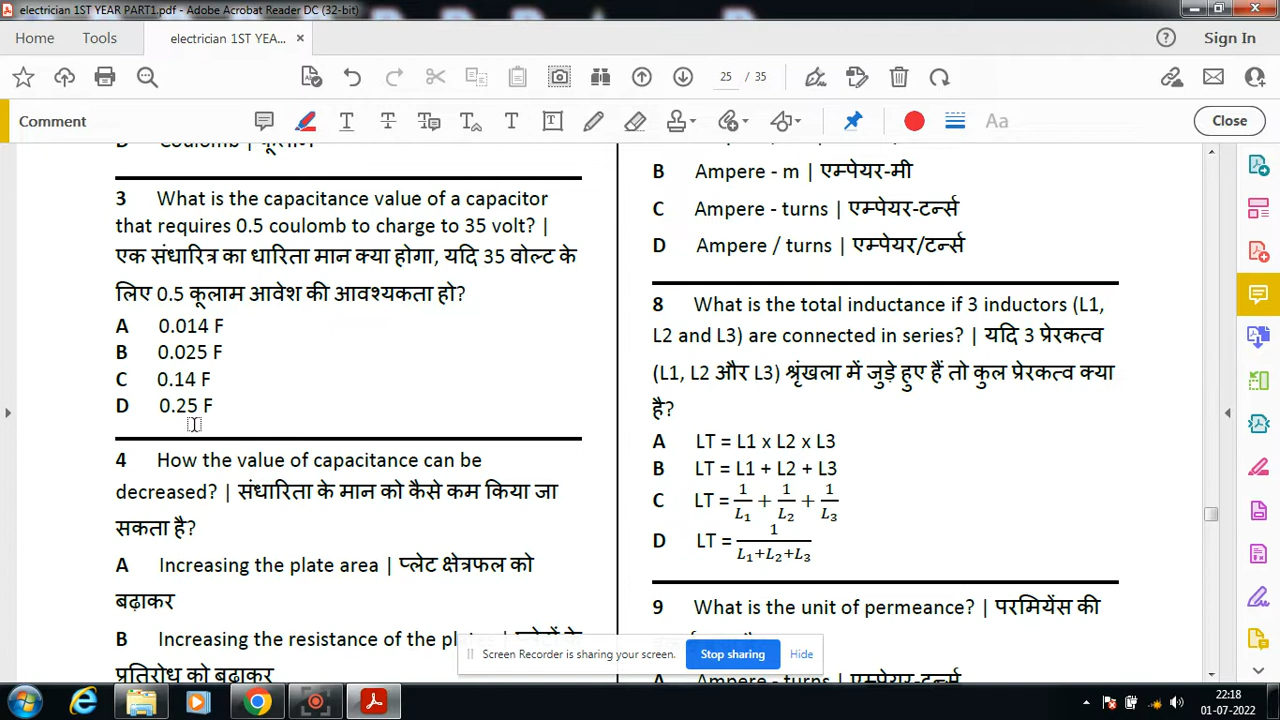 electrician 1ST YEAR PART1.pdf - Adobe Acrobat Reader DC (32-bit)
Home Tools electrician 1ST YEA... × Sign In
25 / 35
Comment Aa Close
D Coulomb | कूलाम
3 What is the capacitance value of a capacitor
that requires 0.5 coulomb to charge to 35 volt? |
एक संधारित्र का धारिता मान क्या होगा, यदि 35 वोल्ट के
लिए 0.5 कूलाम आवेश की आवश्यकता हो?
A 0.014 F
B 0.025 F
C 0.14 F
D 0.25 F
4 How the value of capacitance can be
decreased? | संधारिता के मान को कैसे कम किया जा
सकता है?
A Increasing the plate area | प्लेट क्षेत्रफल को
बढ़ाकर
B Increasing the resistance of the
प्रतिरोध को बढ़ाकर
B Ampere - m | एम्पेयर-मी
C Ampere - turns | एम्पेयर-टर्न्स
D Ampere / turns | एम्पेयर/टर्न्स
8 What is the total inductance if 3 inductors (L1,
L2 and L3) are connected in series? | यदि 3 प्रेरकत्व
(L1, L2 और L3) श्रृंखला में जुड़े हुए हैं तो कुल प्रेरकत्व क्या
है?
A LT = L1 x L2 x L3
B LT = L1 + L2 + L3
C LT = 1/L₁ + 1/L₂ + 1/L₃
D LT = 1/(L₁+L₂+L₃)
9 What is the unit of permeance? | परमियेंस की
A Ampere - turns | एम्पेयर-टर्न्स
Screen Recorder is sharing your screen. Stop sharing Hide
22:18
01-07-2022